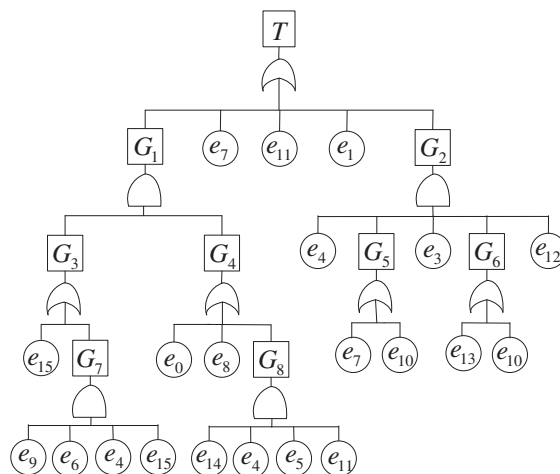 T
G₁ e₇ e₁₁ e₁ G₂
G₃ G₄ e₄ G₅ e₃ G₆ e₁₂
e₁₅ G₇ e₀ e₈ G₈ e₇ e₁₀ e₁₃ e₁₀
e₉ e₆ e₄ e₁₅ e₁₄ e₄ e₅ e₁₁